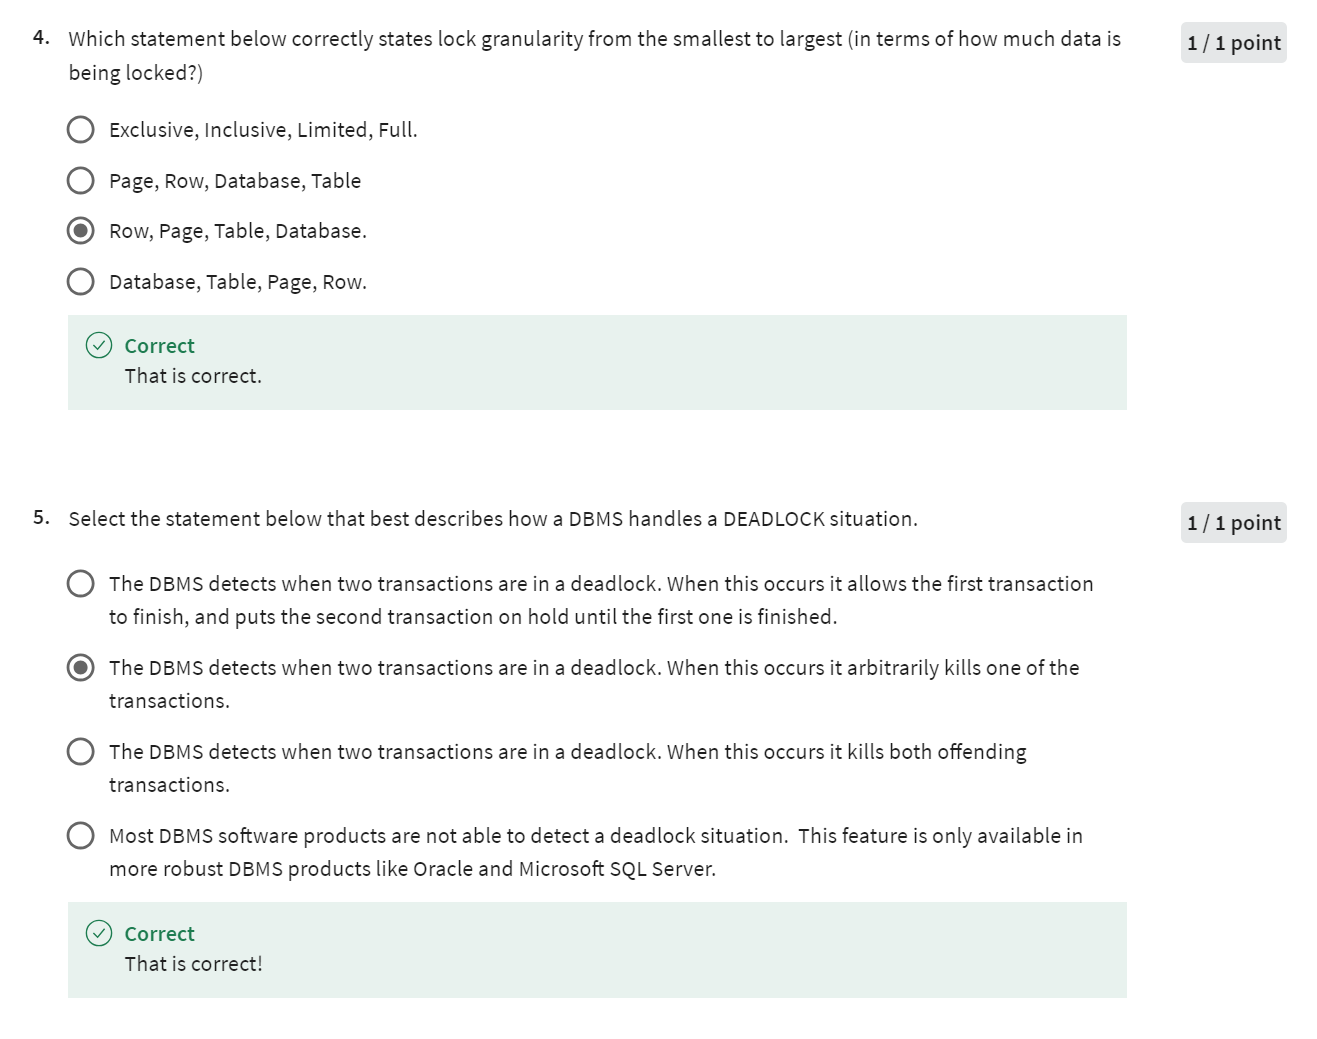 4. Which statement below correctly states lock granularity from the smallest to largest (in terms of how much data is
being locked?)
1 / 1 point
Exclusive, Inclusive, Limited, Full.
Page, Row, Database, Table
Row, Page, Table, Database.
Database, Table, Page, Row.
Correct
That is correct.
5. Select the statement below that best describes how a DBMS handles a DEADLOCK situation.
1 / 1 point
The DBMS detects when two transactions are in a deadlock. When this occurs it allows the first transaction
to finish, and puts the second transaction on hold until the first one is finished.
The DBMS detects when two transactions are in a deadlock. When this occurs it arbitrarily kills one of the
transactions.
The DBMS detects when two transactions are in a deadlock. When this occurs it kills both offending
transactions.
Most DBMS software products are not able to detect a deadlock situation.  This feature is only available in
more robust DBMS products like Oracle and Microsoft SQL Server.
Correct
That is correct!